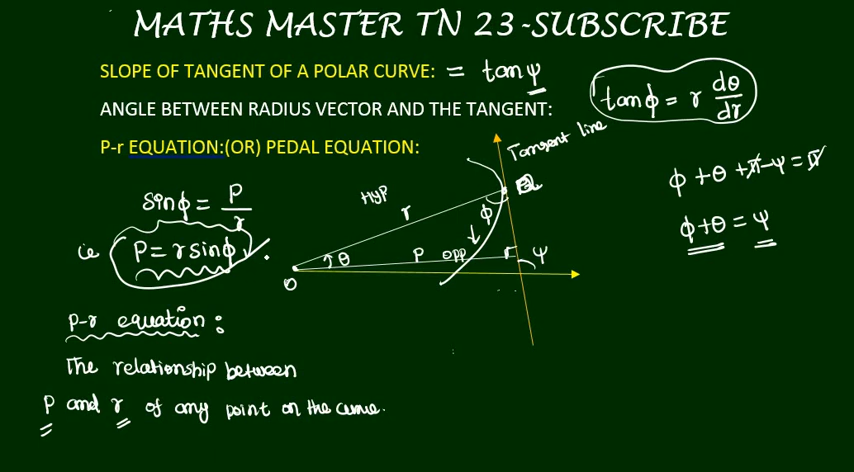 MATHS MASTER TN 23-SUBSCRIBE
SLOPE OF TANGENT OF A POLAR CURVE: = tanψ
tanϕ = r dθ/dr
ANGLE BETWEEN RADIUS VECTOR AND THE TANGENT:
P-r EQUATION:(OR) PEDAL EQUATION:
Tangent line
ϕ + θ + π - ψ = π
ϕ + θ = ψ
sinϕ = P/r
Hyp
r
ϕ
ie P = r sinϕ
θ
P opp
ψ
O
P-r equation:
The relationship between
P and r of any point on the curve.